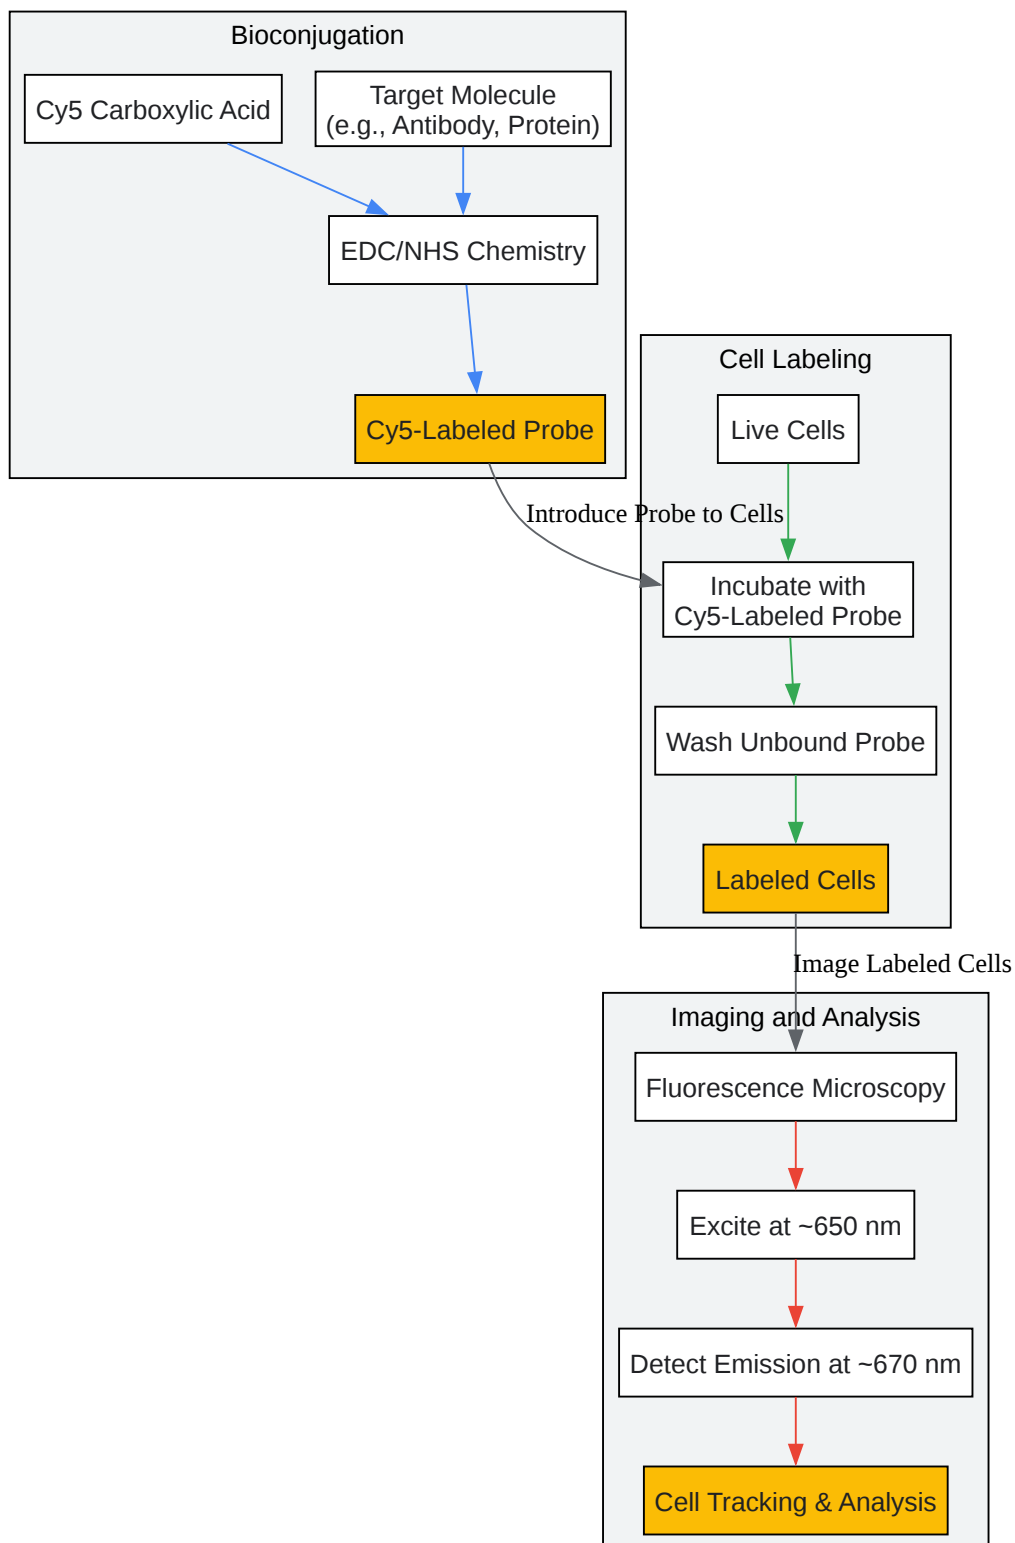 Bioconjugation
Cy5 Carboxylic Acid
Target Molecule
(e.g., Antibody, Protein)
EDC/NHS Chemistry
Cy5-Labeled Probe
Introduce Probe to Cells
Cell Labeling
Live Cells
Incubate with
Cy5-Labeled Probe
Wash Unbound Probe
Labeled Cells
Image Labeled Cells
Imaging and Analysis
Fluorescence Microscopy
Excite at ~650 nm
Detect Emission at ~670 nm
Cell Tracking & Analysis